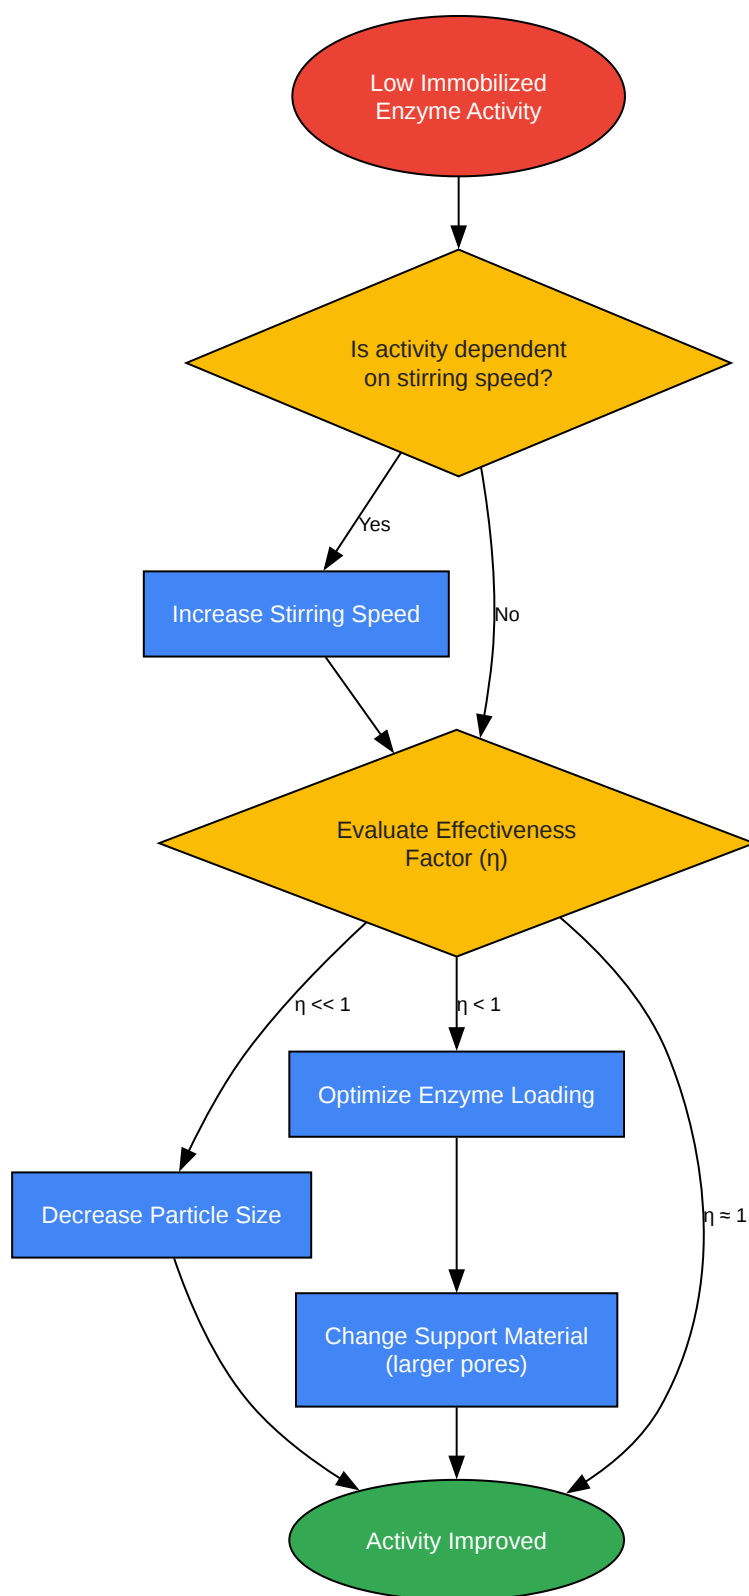 Low Immobilized
Enzyme Activity
Is activity dependent
on stirring speed?
Yes
Increase Stirring Speed
No
Evaluate Effectiveness
Factor (η)
η << 1
η < 1
Optimize Enzyme Loading
Decrease Particle Size
η ≈ 1
Change Support Material
(larger pores)
Activity Improved